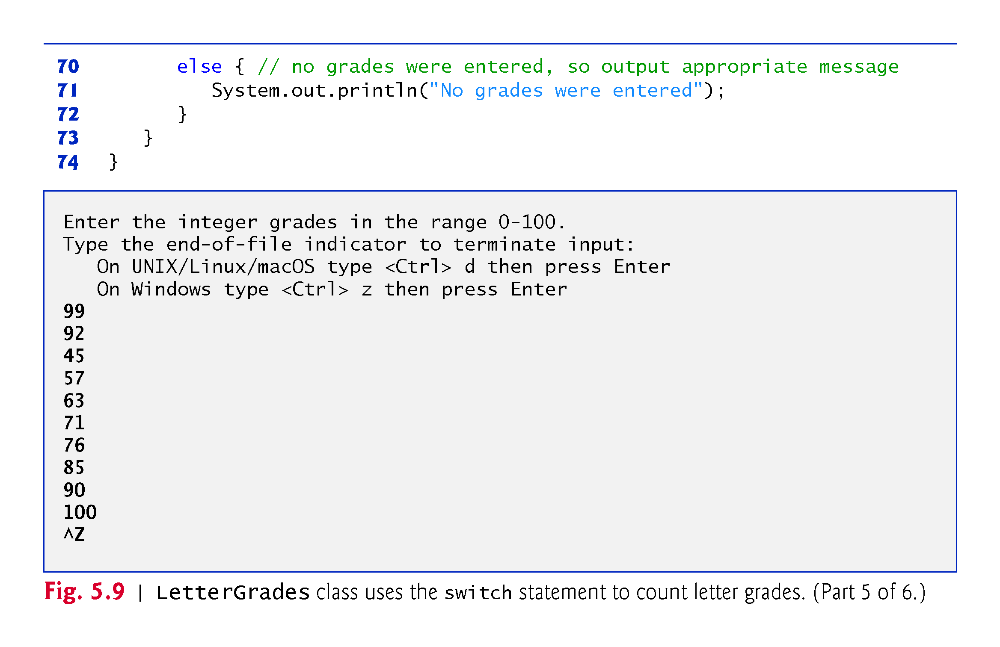 70         else { // no grades were entered, so output appropriate message
71            System.out.println("No grades were entered");
72         }
73      }
74   }
Enter the integer grades in the range 0-100.
Type the end-of-file indicator to terminate input:
   On UNIX/Linux/macOS type <Ctrl> d then press Enter
   On Windows type <Ctrl> z then press Enter
99
92
45
57
63
71
76
85
90
100
^Z
Fig. 5.9 | LetterGrades class uses the switch statement to count letter grades. (Part 5 of 6.)